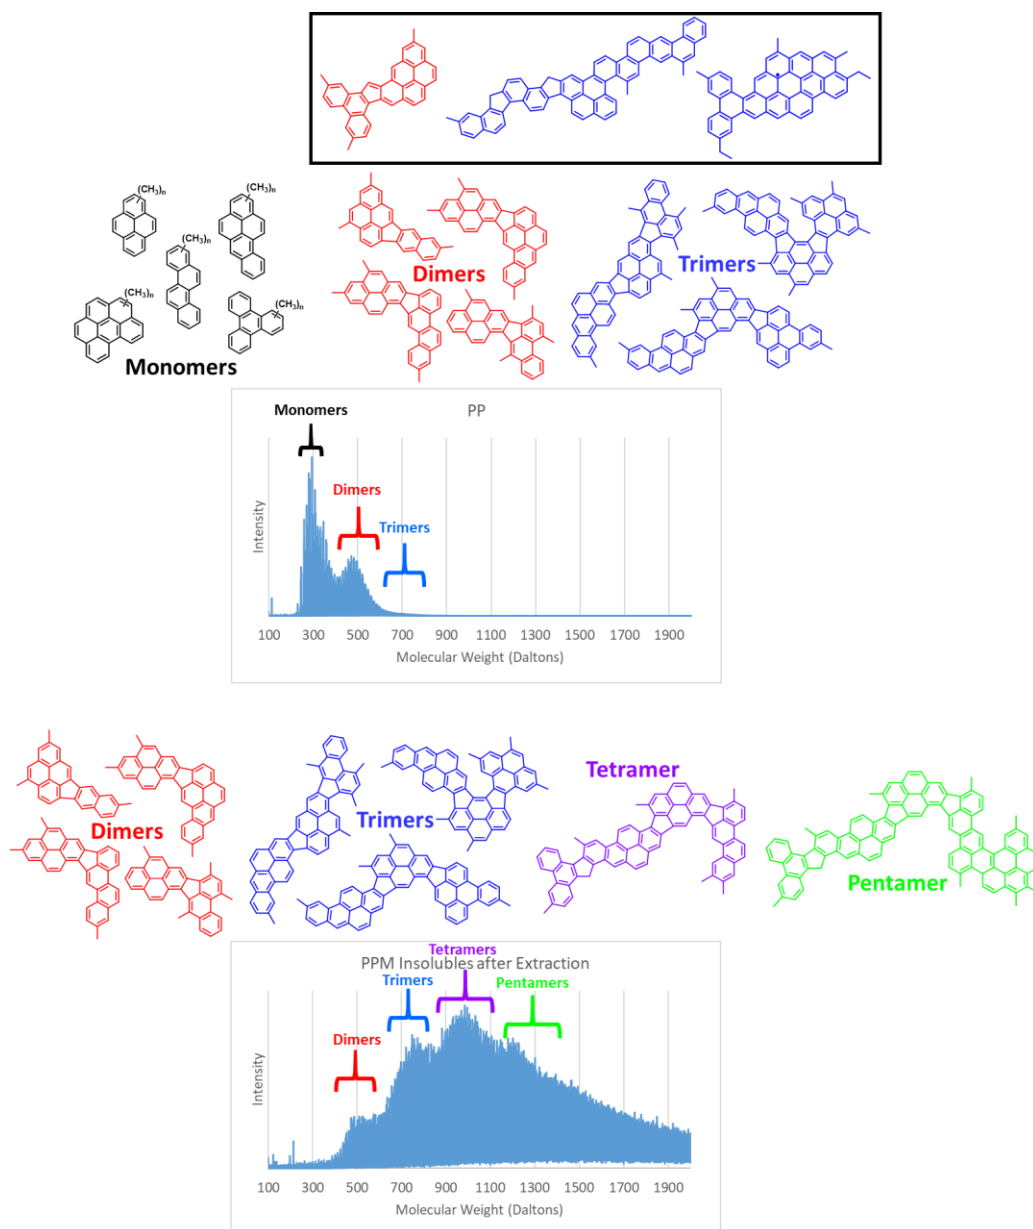 (CH₃)ₙ
(CH₃)ₙ
(CH₃)ₙ
(CH₃)ₙ
(CH₃)ₙ
Monomers
Dimers
Trimers
PP
Monomers
Dimers
Trimers
Intensity
100 300 500 700 900 1100 1300 1500 1700 1900
Molecular Weight (Daltons)
Dimers
Trimers
Tetramer
Pentamer
Tetramers
PPM Insolubles after Extraction
Trimers
Pentamers
Dimers
Intensity
100 300 500 700 900 1100 1300 1500 1700 1900
Molecular Weight (Daltons)